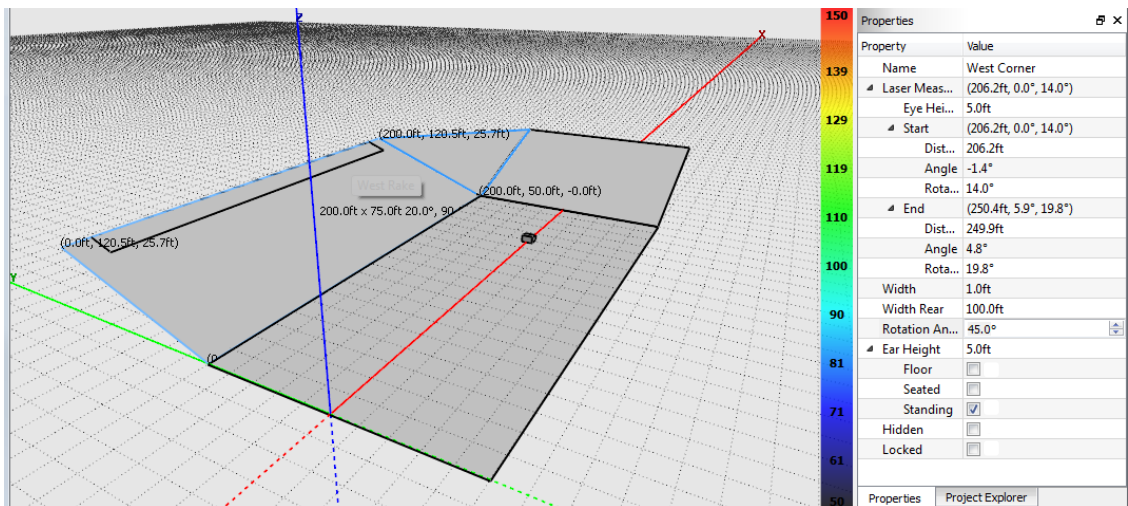 Z
X
(200.0ft, 120.5ft, 25.7ft)
West Rake
(200.0ft, 50.0ft, -0.0ft)
200.0ft x 75.0ft 20.0°, 90
(0.0ft, 120.5ft, 25.7ft)
Y
(0
150
139
129
119
110
100
90
81
71
61
50
Properties
Property Value
Name West Corner
Laser Meas... (206.2ft, 0.0°, 14.0°)
Eye Hei... 5.0ft
Start (206.2ft, 0.0°, 14.0°)
Dist... 206.2ft
Angle -1.4°
Rota... 14.0°
End (250.4ft, 5.9°, 19.8°)
Dist... 249.9ft
Angle 4.8°
Rota... 19.8°
Width 1.0ft
Width Rear 100.0ft
Rotation An... 45.0°
Ear Height 5.0ft
Floor
Seated
Standing
Hidden
Locked
Properties Project Explorer